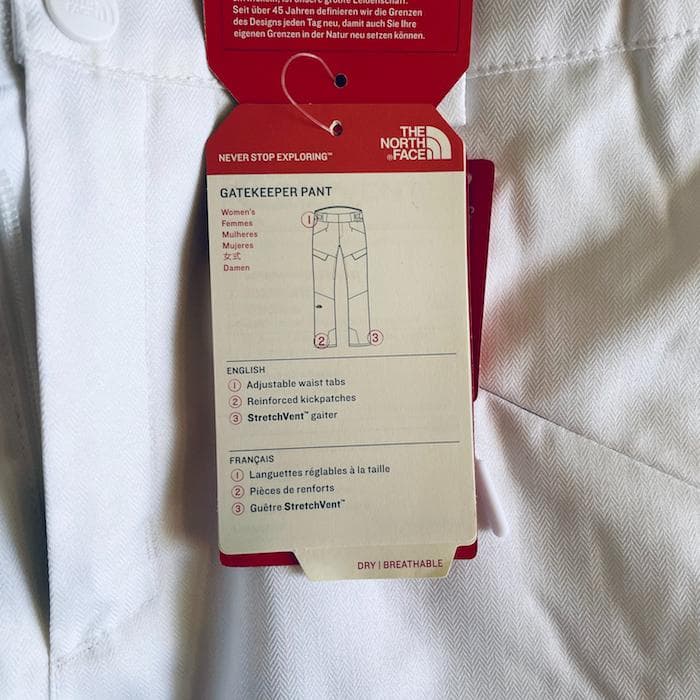 Seit über 45 Jahren definieren wir die Grenzen
des Designs jeden Tag neu, damit auch Sie Ihre
eigenen Grenzen in der Natur neu setzen können.
NEVER STOP EXPLORING™
THE
NORTH
®FACE
GATEKEEPER PANT
Women's
Femmes
Mulheres
Mujeres
女式
Damen
1
2
3
ENGLISH
1 Adjustable waist tabs
2 Reinforced kickpatches
3 StretchVent™ gaiter
FRANÇAIS
1 Languettes réglables à la taille
2 Pièces de renforts
3 Guêtre StretchVent™
DRY | BREATHABLE